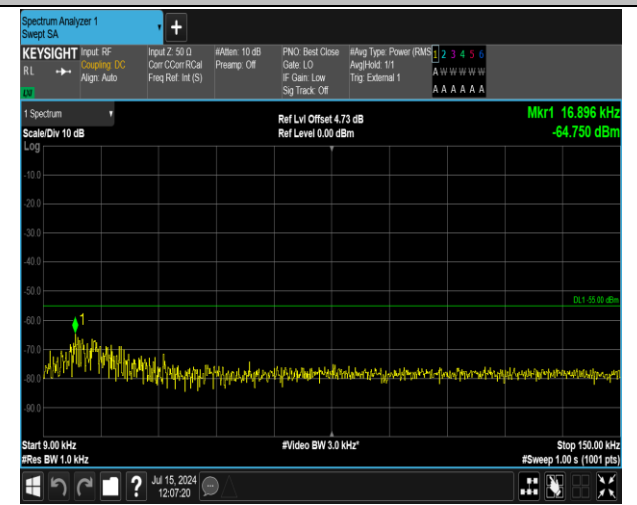 Spectrum Analyzer 1
Swept SA
+
KEYSIGHT
RL
LW
Input: RF
Coupling: DC
Align: Auto
Input Z: 50 Ω
Corr CCorr RCal
Freq Ref: Int (S)
#Atten: 10 dB
Preamp: Off
PNO: Best Close
Gate: LO
IF Gain: Low
Sig Track: Off
#Avg Type: Power (RMS
Avg|Hold: 1/1
Trig: External 1
1 2 3 4 5 6
A W W W W W
A A A A A A
1 Spectrum
Scale/Div 10 dB
Log
Ref Lvl Offset 4.73 dB
Ref Level 0.00 dBm
Mkr1 16.896 kHz
-64.750 dBm
-10.0
-20.0
-30.0
-40.0
-50.0
DL1 -55.00 dBm
-60.0
1
-70.0
-80.0
-90.0
Start 9.00 kHz
#Video BW 3.0 kHz*
Stop 150.00 kHz
#Res BW 1.0 kHz
#Sweep 1.00 s (1001 pts)
?
Jul 15, 2024
12:07:20